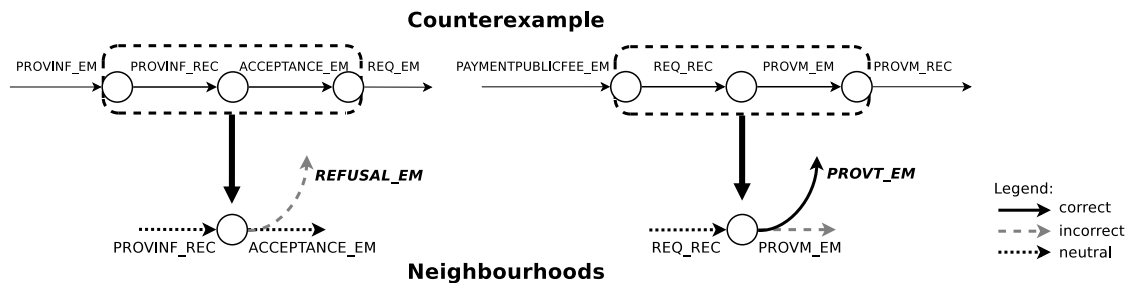 Counterexample
PROVINF_EM PROVINF_REC ACCEPTANCE_EM REQ_EM
PAYMENTPUBLICFEE_EM REQ_REC PROVM_EM PROVM_REC
REFUSAL_EM
PROVT_EM
PROVINF_REC ACCEPTANCE_EM
REQ_REC PROVM_EM
Legend:
correct
incorrect
neutral
Neighbourhoods